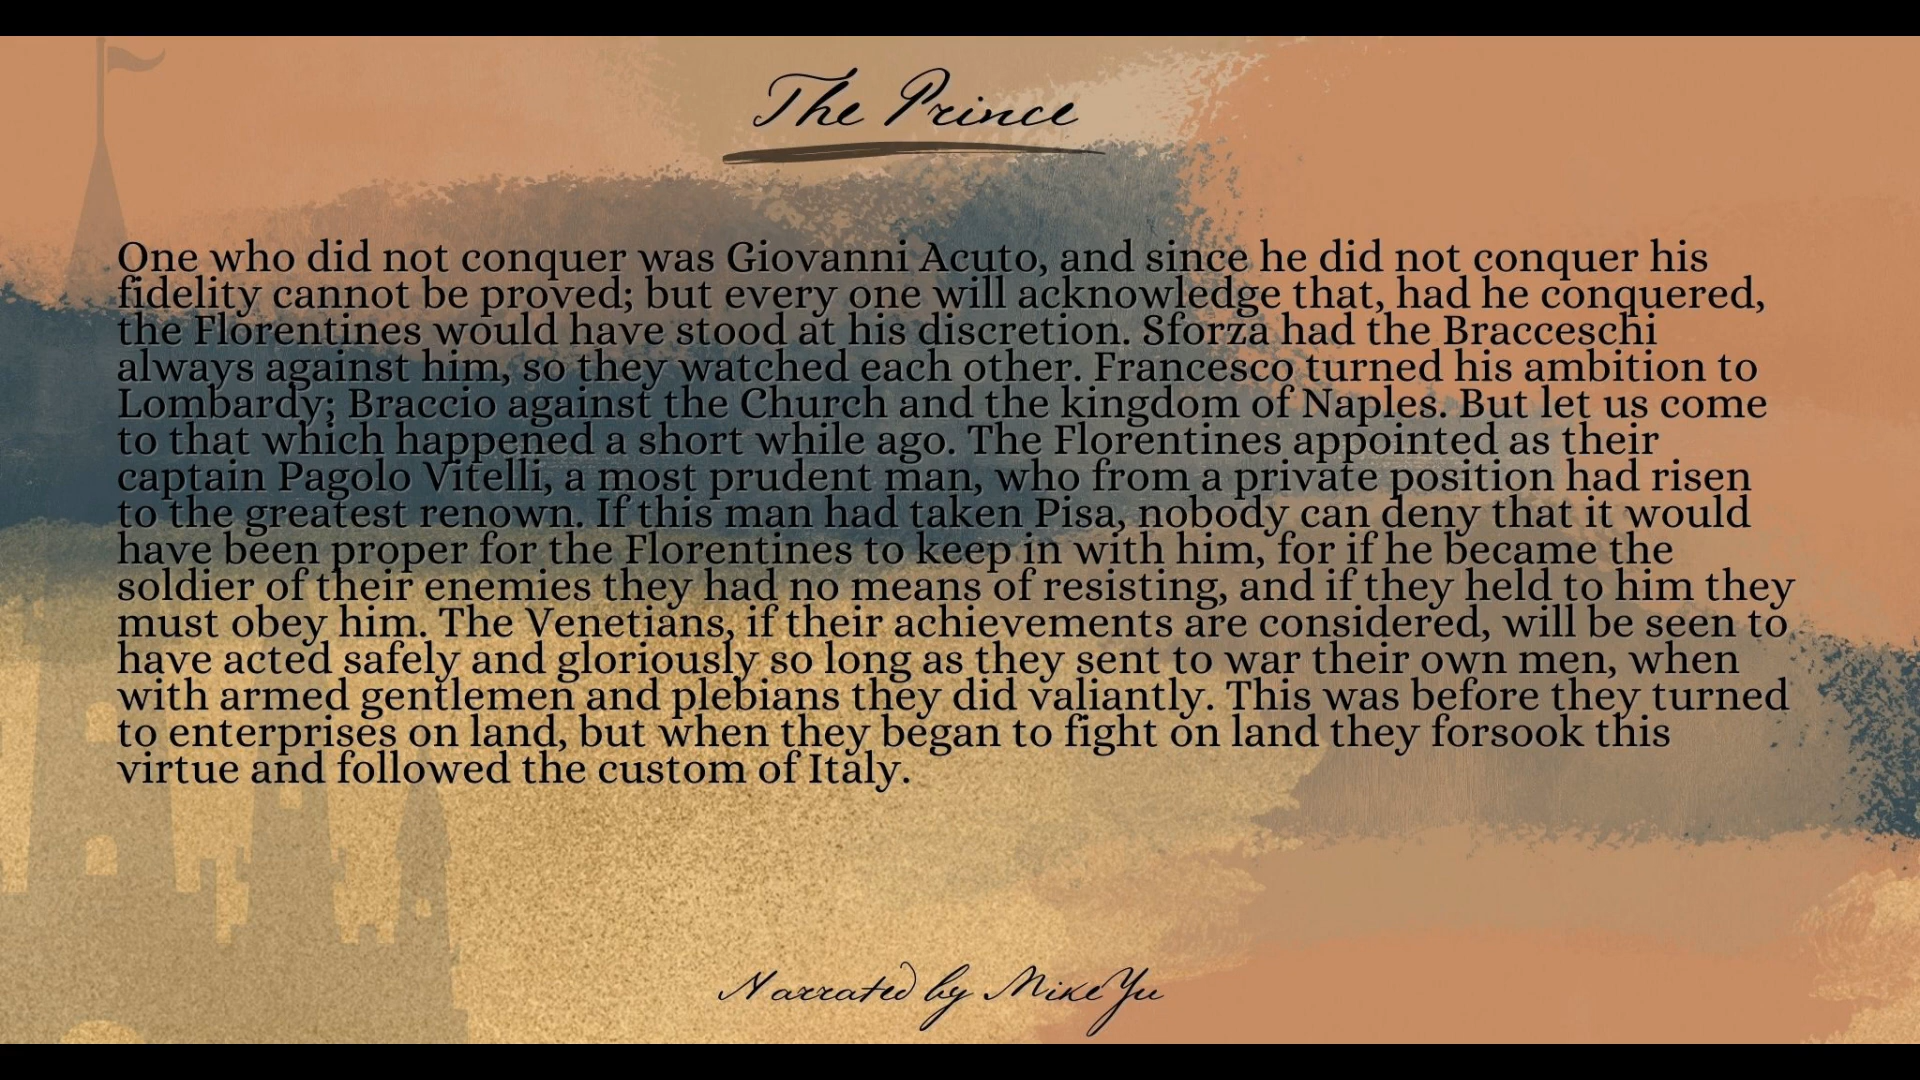 The Prince
One who did not conquer was Giovanni Acuto, and since he did not conquer his
fidelity cannot be proved; but every one will acknowledge that, had he conquered,
the Florentines would have stood at his discretion. Sforza had the Bracceschi
always against him, so they watched each other. Francesco turned his ambition to
Lombardy; Braccio against the Church and the kingdom of Naples. But let us come
to that which happened a short while ago. The Florentines appointed as their
captain Pagolo Vitelli, a most prudent man, who from a private position had risen
to the greatest renown. If this man had taken Pisa, nobody can deny that it would
have been proper for the Florentines to keep in with him, for if he became the
soldier of their enemies they had no means of resisting, and if they held to him they
must obey him. The Venetians, if their achievements are considered, will be seen to
have acted safely and gloriously so long as they sent to war their own men, when
with armed gentlemen and plebians they did valiantly. This was before they turned
to enterprises on land, but when they began to fight on land they forsook this
virtue and followed the custom of Italy.
Narrated by Mike Yu